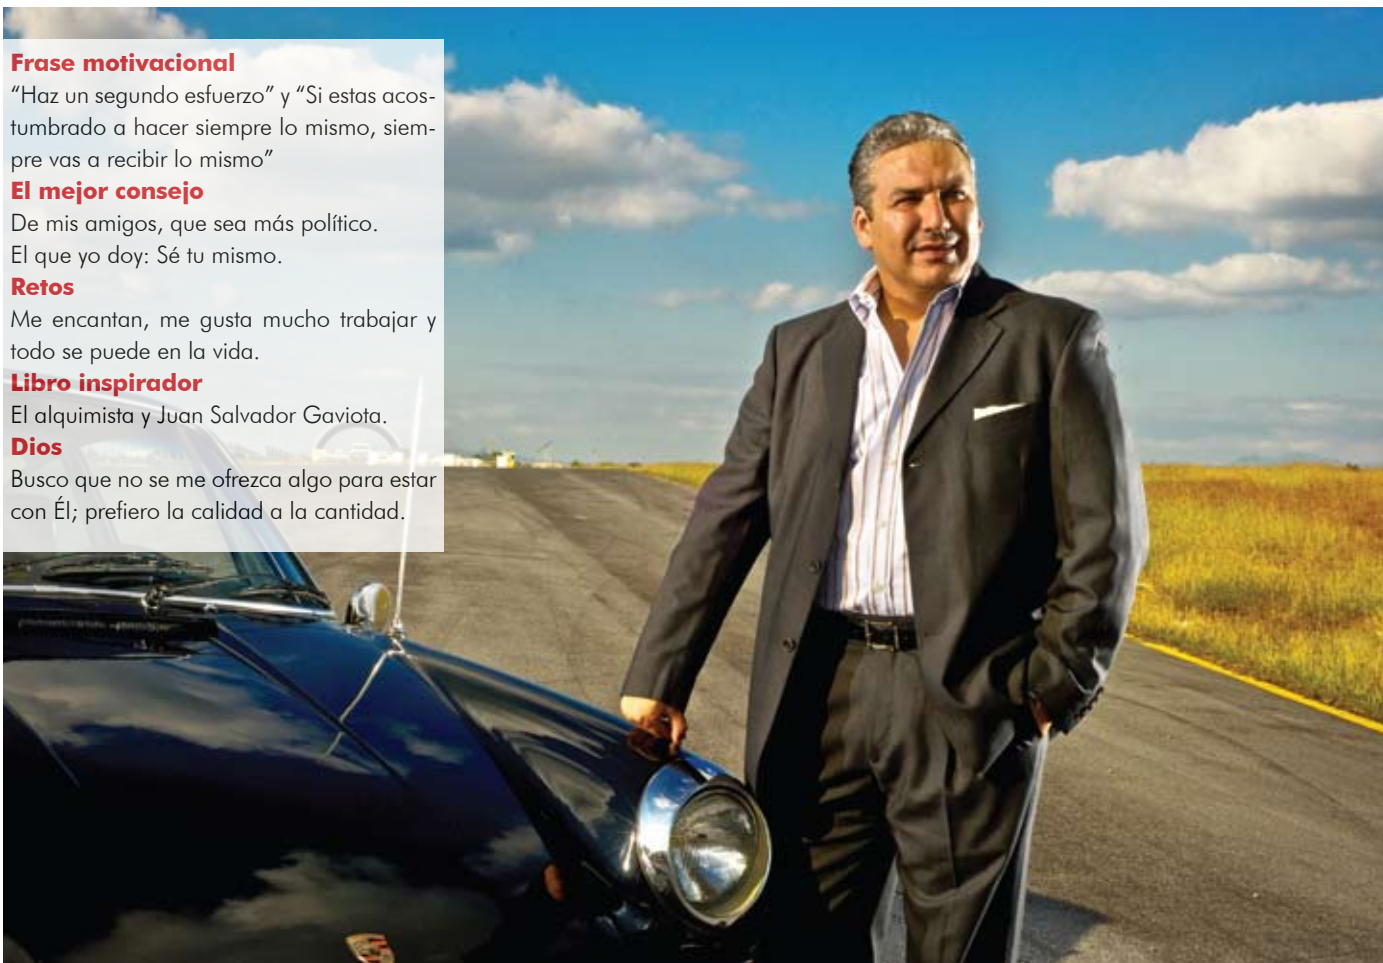 Frase motivacional
“Haz un segundo esfuerzo” y “Si estas acos-
tumbrado a hacer siempre lo mismo, siem-
pre vas a recibir lo mismo”
El mejor consejo
De mis amigos, que sea más político.
El que yo doy: Sé tu mismo.
Retos
Me encantan, me gusta mucho trabajar y
todo se puede en la vida.
Libro inspirador
El alquimista y Juan Salvador Gaviota.
Dios
Busco que no se me ofrezca algo para estar
con Él; prefiero la calidad a la cantidad.